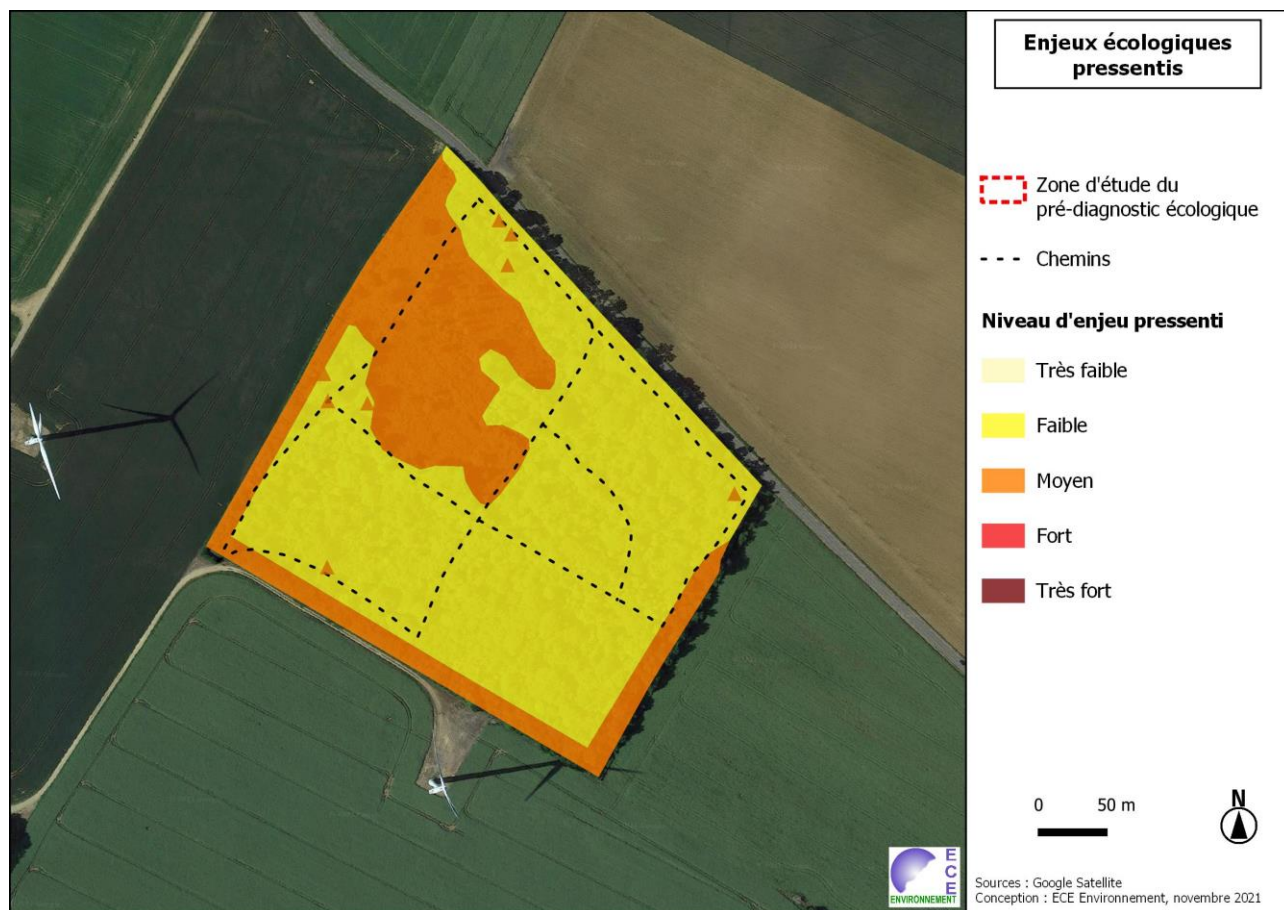 Enjeux écologiques
pressentis
Zone d'étude du
pré-diagnostic écologique
Chemins
Niveau d'enjeu pressenti
Très faible
Faible
Moyen
Fort
Très fort
0 50 m
N
ECE
ENVIRONNEMENT
Sources : Google Satellite
Conception : ECE Environnement, novembre 2021